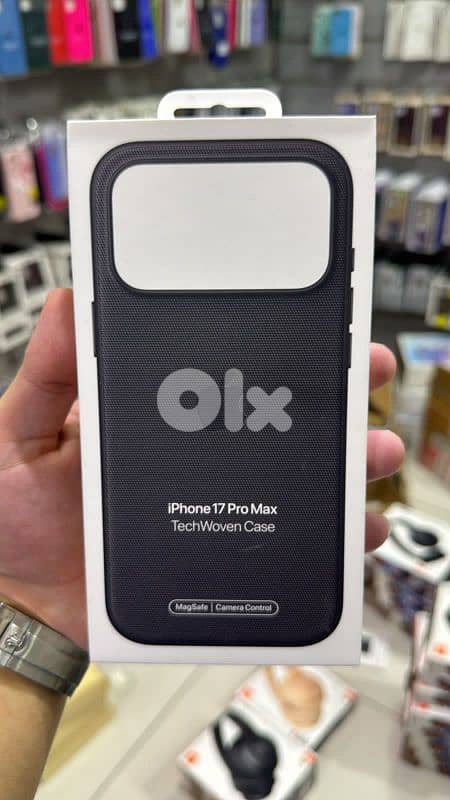 Olx
iPhone 17 Pro Max
TechWoven Case
MagSafe | Camera Control